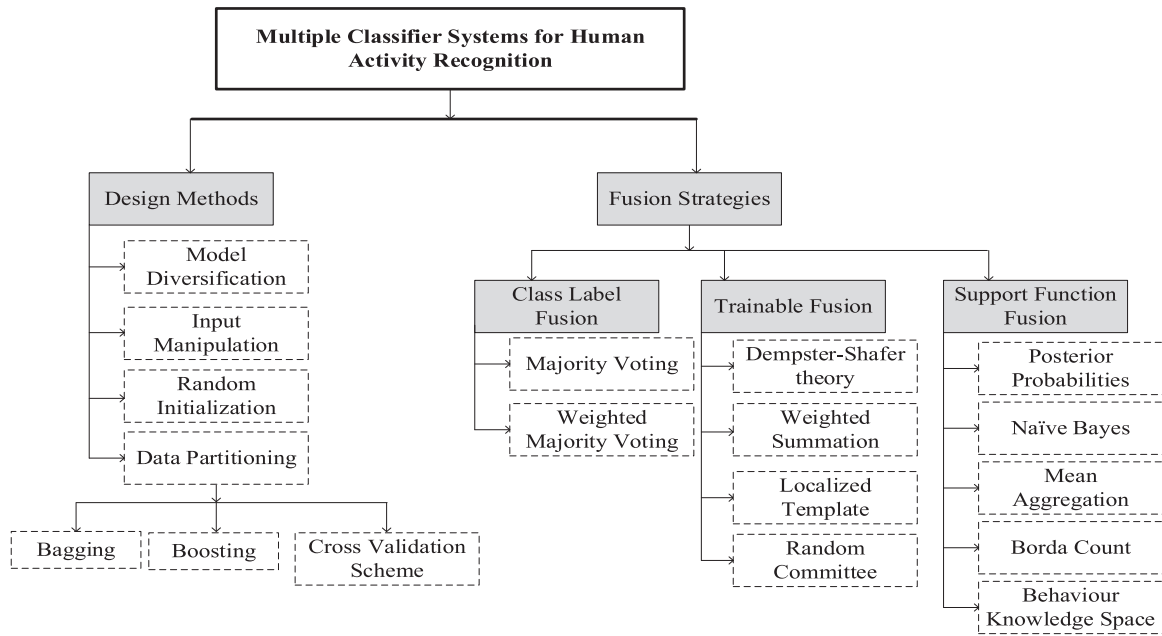 Multiple Classifier Systems for Human
Activity Recognition
Design Methods
Model
Diversification
Input
Manipulation
Random
Initialization
Data Partitioning
Bagging
Boosting
Cross Validation
Scheme
Fusion Strategies
Class Label
Fusion
Majority Voting
Weighted
Majority Voting
Trainable Fusion
Dempster-Shafer
theory
Weighted
Summation
Localized
Template
Random
Committee
Support Function
Fusion
Posterior
Probabilities
Naïve Bayes
Mean
Aggregation
Borda Count
Behaviour
Knowledge Space